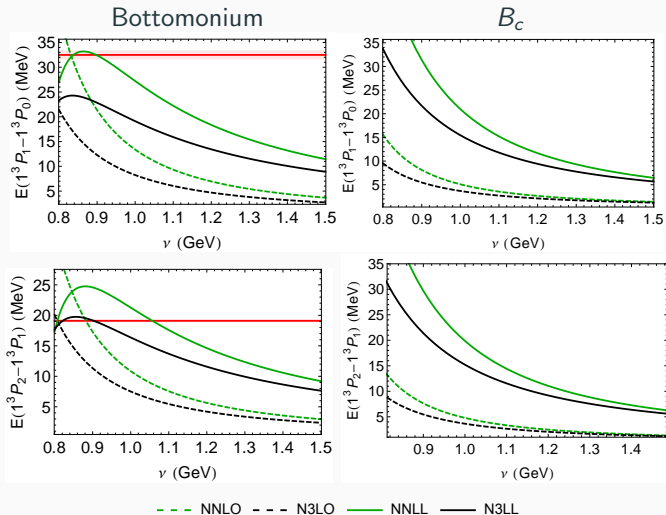 Bottomonium
B_c
E(1³P₁−1³P₀) (MeV)
35
30
25
20
15
10
5
0.8 0.9 1.0 1.1 1.2 1.3 1.4 1.5
ν (GeV)
E(1³P₁−1³P₀) (MeV)
35
30
25
20
15
10
5
0.8 0.9 1.0 1.1 1.2 1.3 1.4 1.5
ν (GeV)
E(1³P₂−1³P₁) (MeV)
25
20
15
10
5
0.8 0.9 1.0 1.1 1.2 1.3 1.4 1.5
ν (GeV)
E(1³P₂−1³P₁) (MeV)
35
30
25
20
15
10
5
0.9 1.0 1.1 1.2 1.3 1.4
ν (GeV)
NNLO N3LO NNLL N3LL